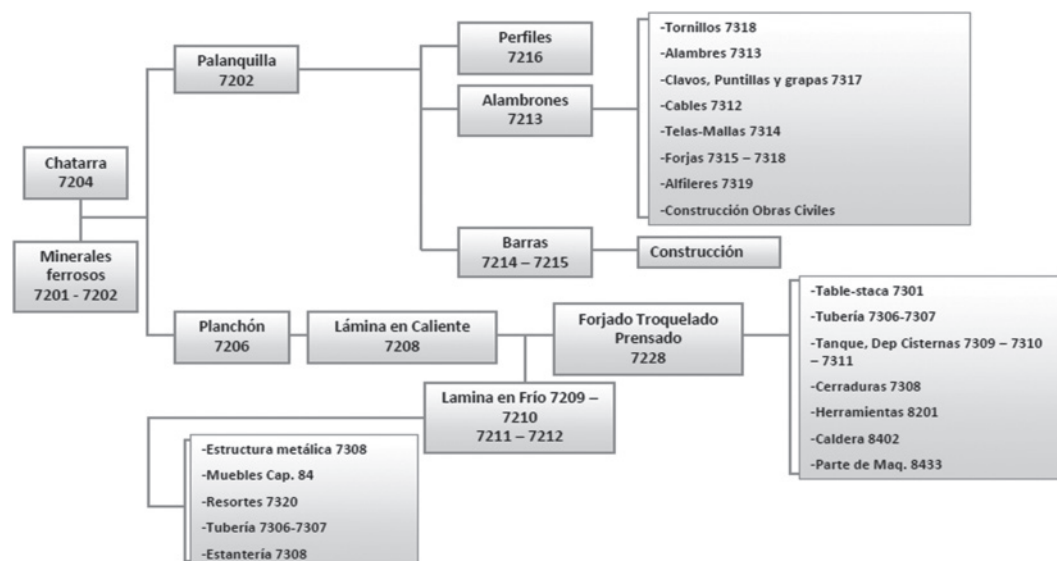 Chatarra
7204
Minerales
ferrosos
7201 - 7202
Palanquilla
7202
Perfiles
7216
Alambrones
7213
-Tornillos 7318
-Alambres 7313
-Clavos, Puntillas y grapas 7317
-Cables 7312
-Telas-Mallas 7314
-Forjas 7315 – 7318
-Alfileres 7319
-Construcción Obras Civiles
Barras
7214 – 7215
Construcción
Planchón
7206
Lámina en Caliente
7208
Forjado Troquelado
Prensado
7228
-Table-staca 7301
-Tubería 7306-7307
-Tanque, Dep Cisternas 7309 – 7310
– 7311
-Cerraduras 7308
-Herramientas 8201
-Caldera 8402
-Parte de Maq. 8433
Lamina en Frío 7209 –
7210
7211 – 7212
-Estructura metálica 7308
-Muebles Cap. 84
-Resortes 7320
-Tubería 7306-7307
-Estantería 7308